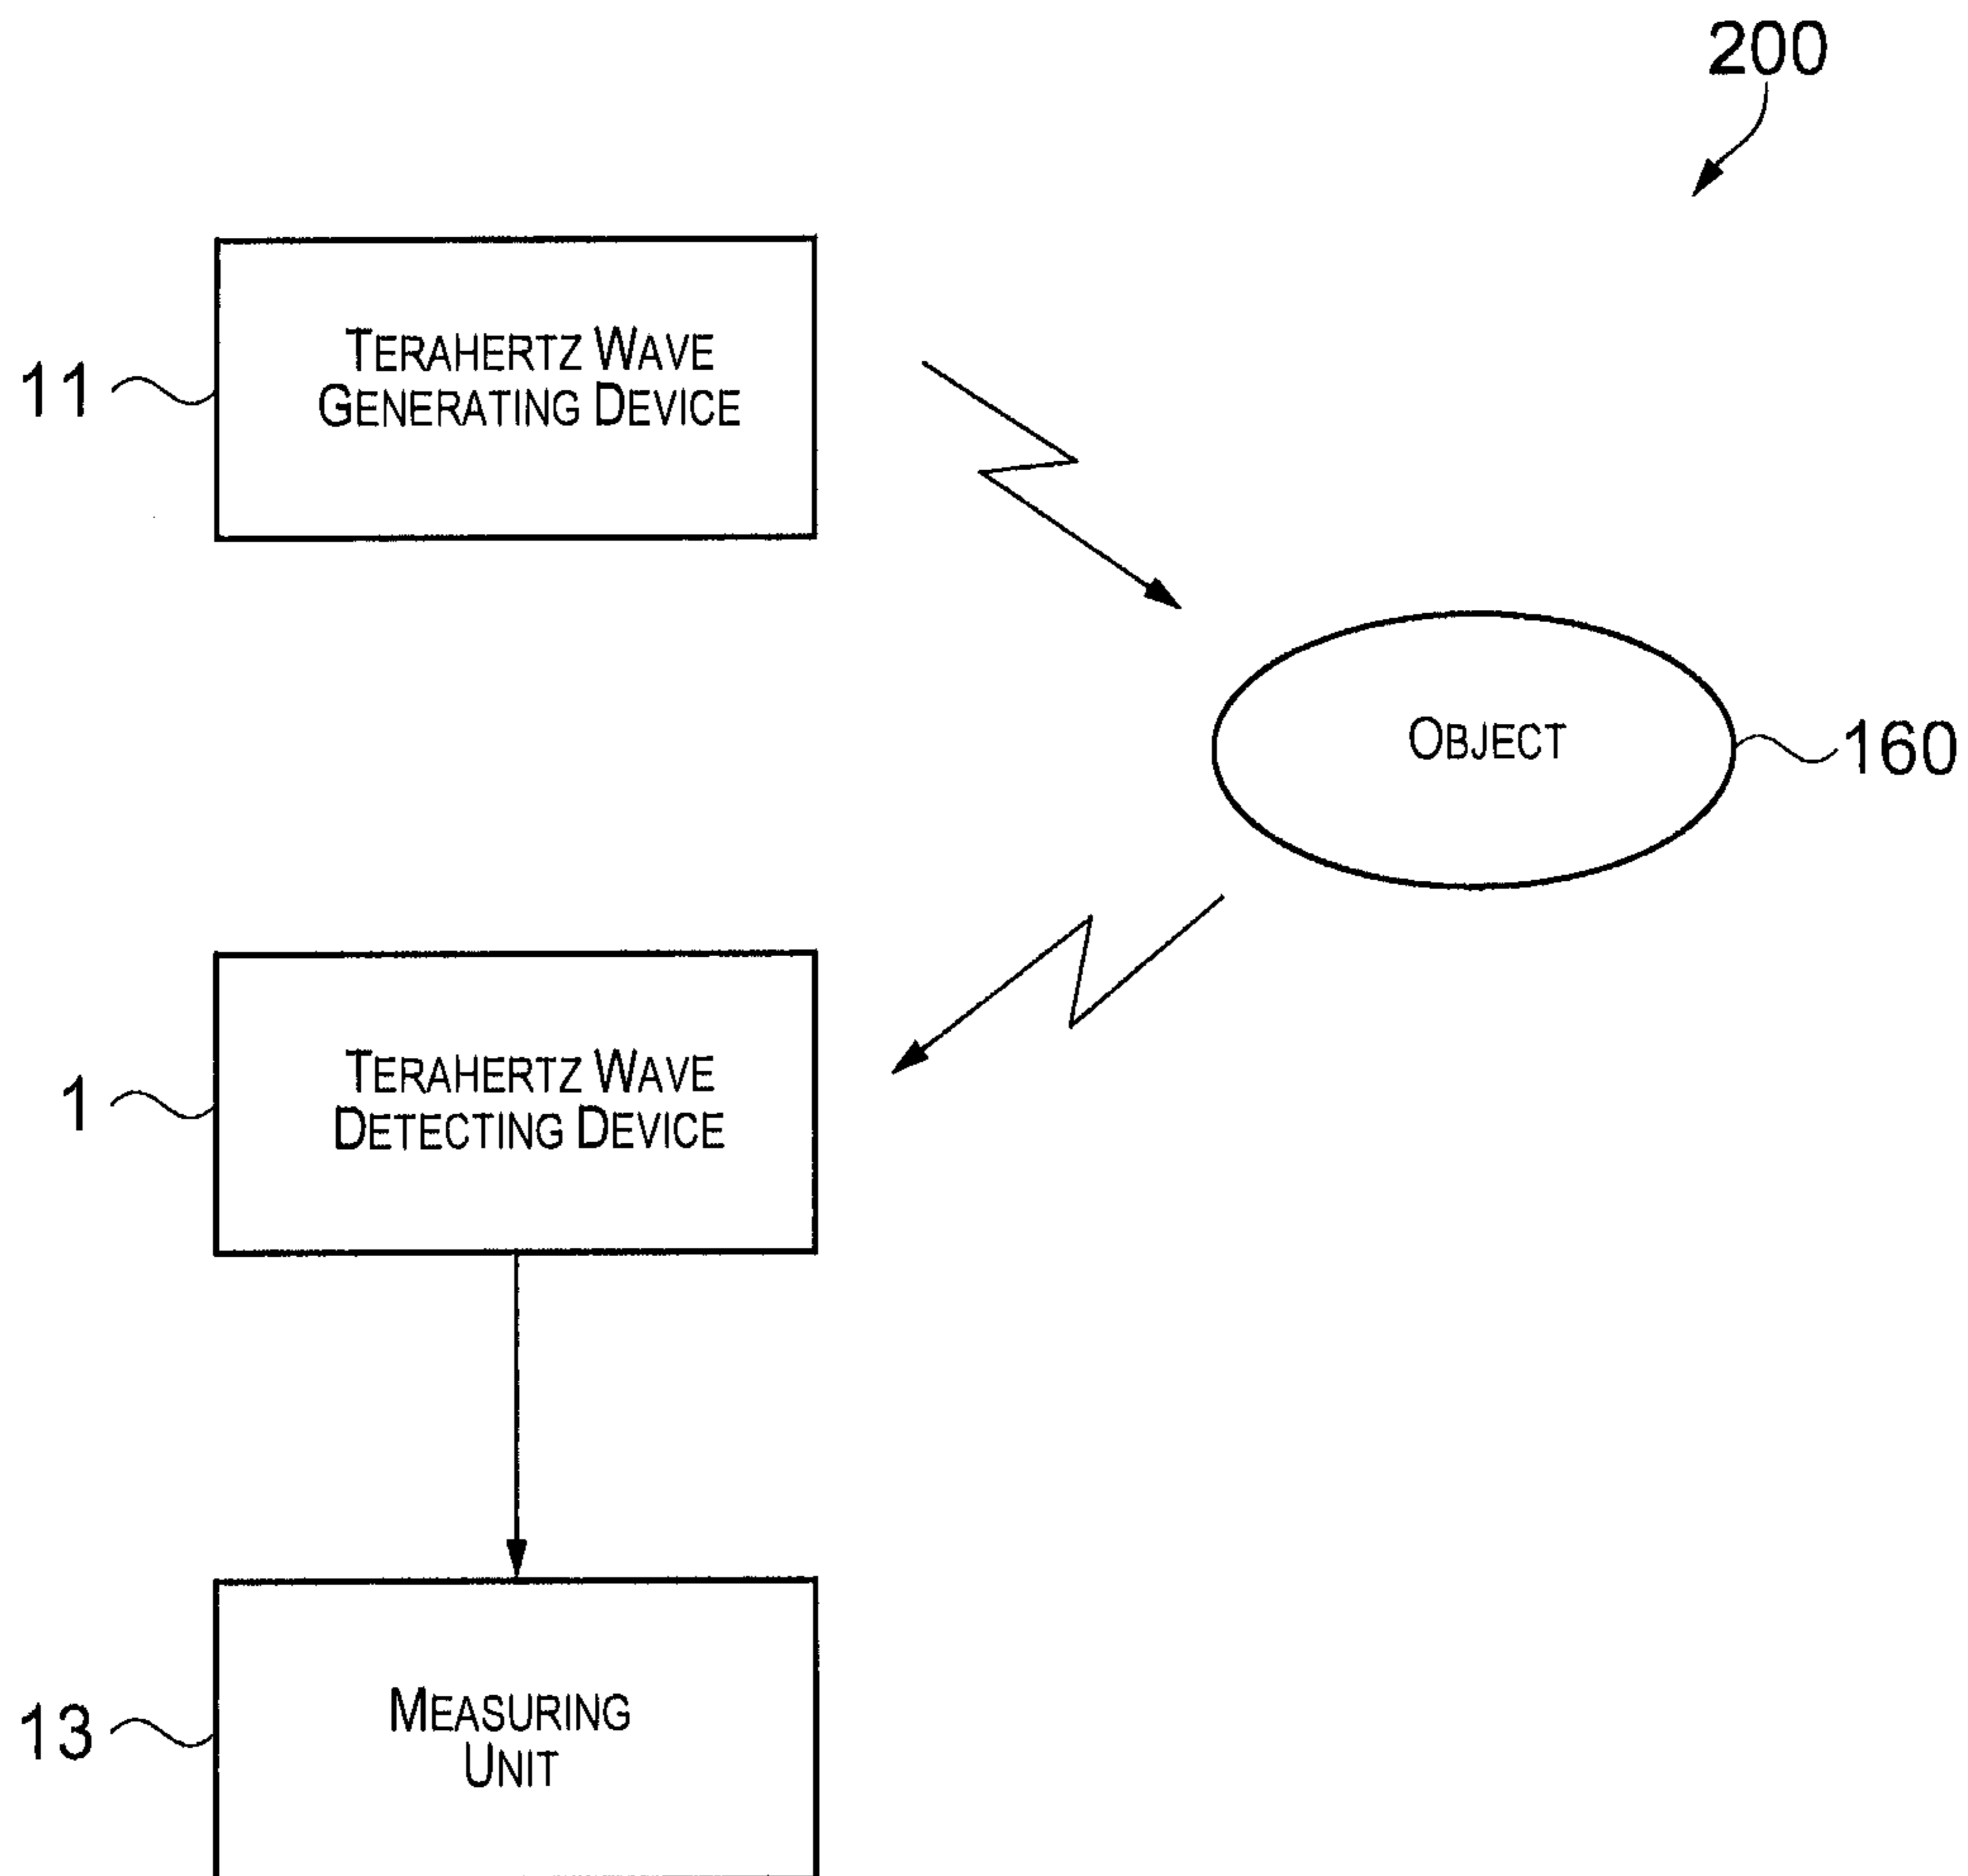 200
11
Terahertz Wave
Generating Device
Object
160
1
Terahertz Wave
Detecting Device
13
Measuring
Unit